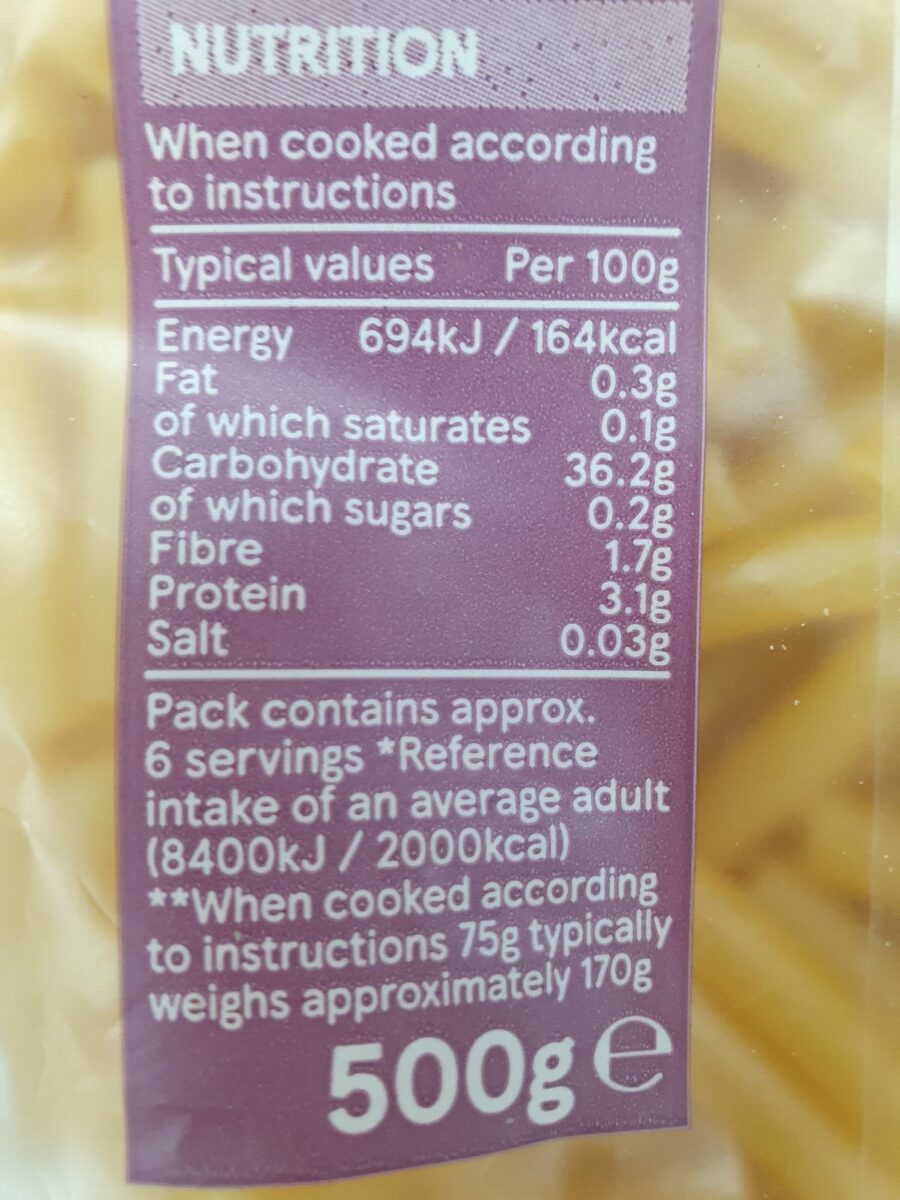 NUTRITION
When cooked according
to instructions
Typical values Per 100g
Energy 694kJ / 164kcal
Fat 0.3g
of which saturates 0.1g
Carbohydrate 36.2g
of which sugars 0.2g
Fibre 1.7g
Protein 3.1g
Salt 0.03g
Pack contains approx.
6 servings *Reference
intake of an average adult
(8400kJ / 2000kcal)
**When cooked according
to instructions 75g typically
weighs approximately 170g
500g e